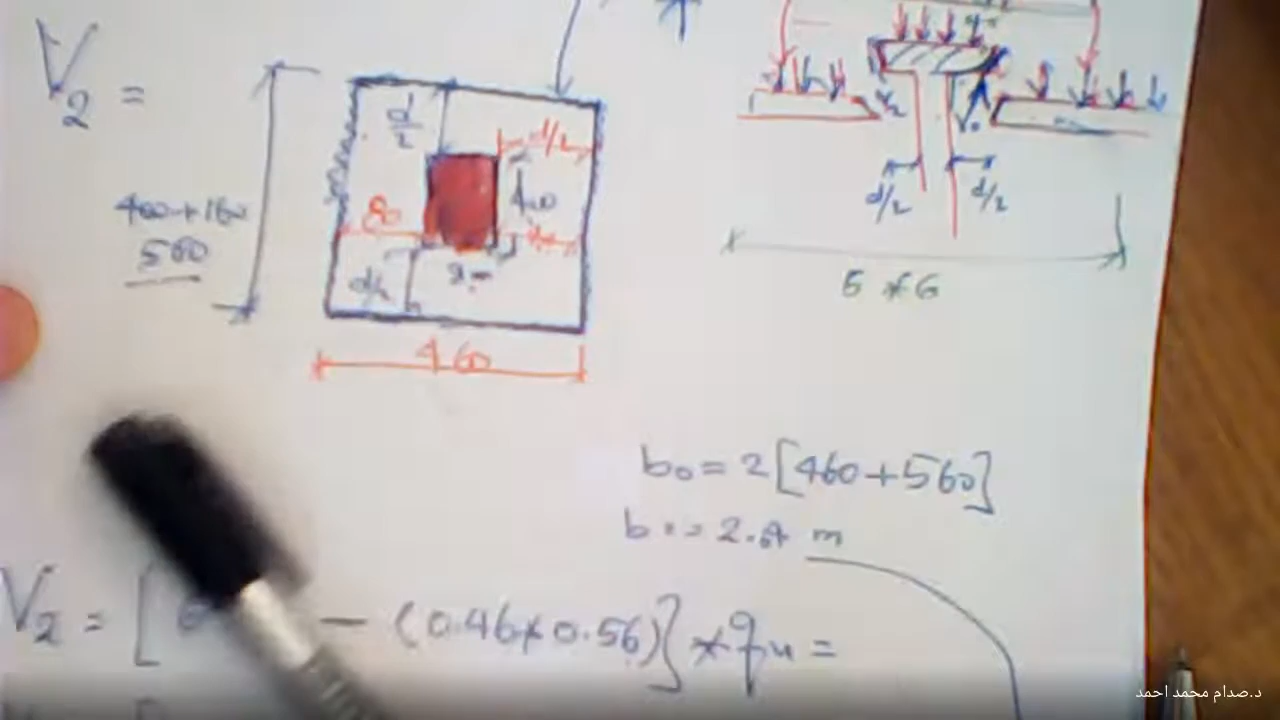 V2 =
d/2
d/2
400+160
560
80
400
d/2
460
d/2
d/2
5*6
b0 = 2[460+560]
b0 = 2.04 m
V2 = [ — (0.46*0.56)] * qu =
د.صدام محمد احمد